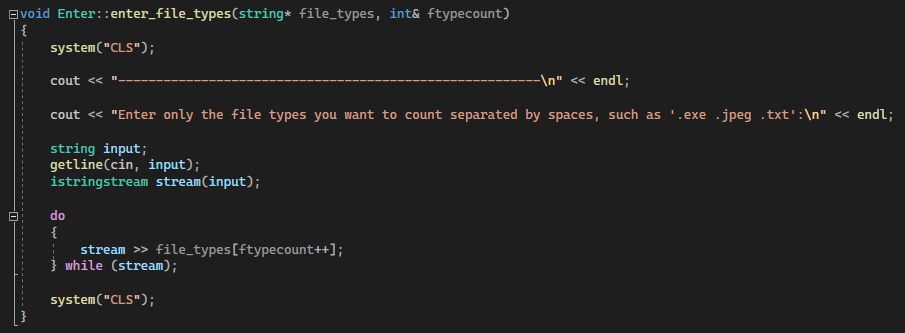 void Enter::enter_file_types(string* file_types, int& ftypecount)
{
system("CLS");
cout << "--------------------------------------------------------\n" << endl;
cout << "Enter only the file types you want to count separated by spaces, such as '.exe .jpeg .txt':\n" << endl;
string input;
getline(cin, input);
istringstream stream(input);
do
{
stream >> file_types[ftypecount++];
} while (stream);
system("CLS");
}